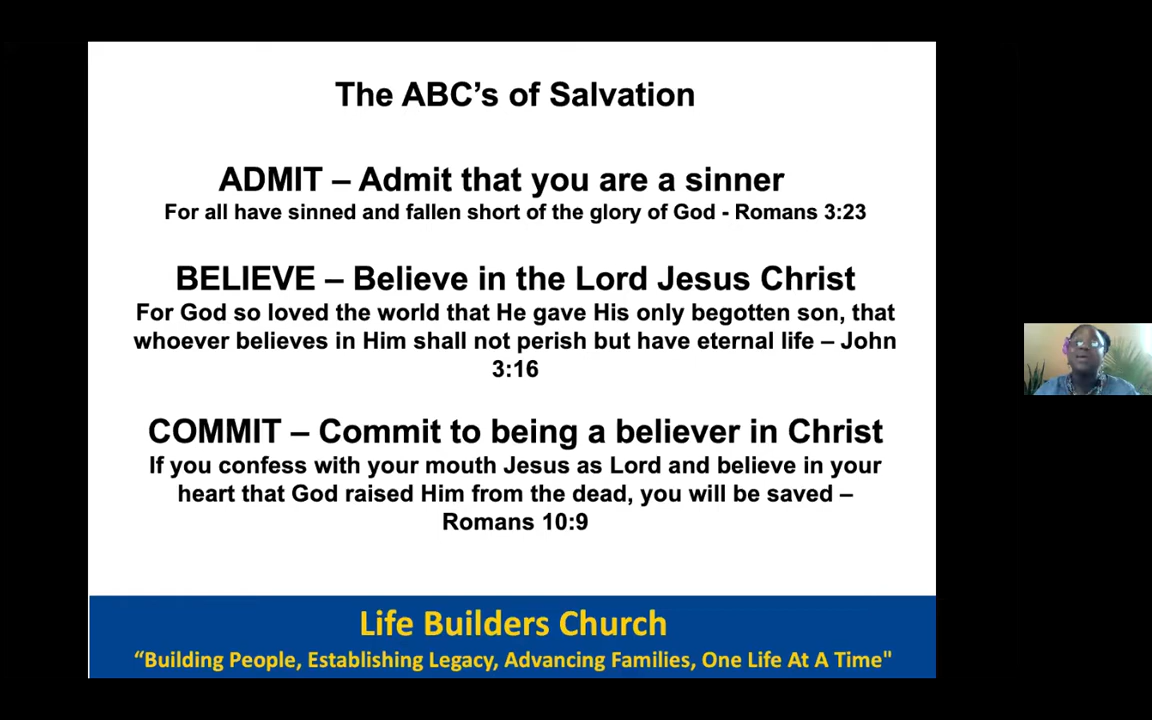 The ABC’s of Salvation
ADMIT – Admit that you are a sinner
For all have sinned and fallen short of the glory of God - Romans 3:23
BELIEVE – Believe in the Lord Jesus Christ
For God so loved the world that He gave His only begotten son, that
whoever believes in Him shall not perish but have eternal life – John
3:16
COMMIT – Commit to being a believer in Christ
If you confess with your mouth Jesus as Lord and believe in your
heart that God raised Him from the dead, you will be saved –
Romans 10:9
Life Builders Church
“Building People, Establishing Legacy, Advancing Families, One Life At A Time"